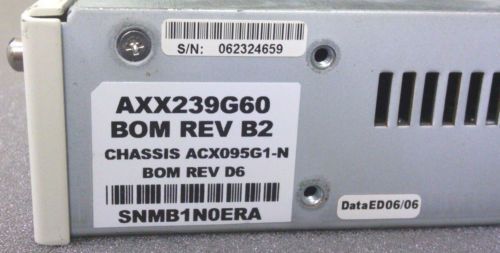 S/N: 062324659
AXX239G60
BOM REV B2
CHASSIS ACX095G1-N
BOM REV D6
SNMB1N0ERA
DataED06/06